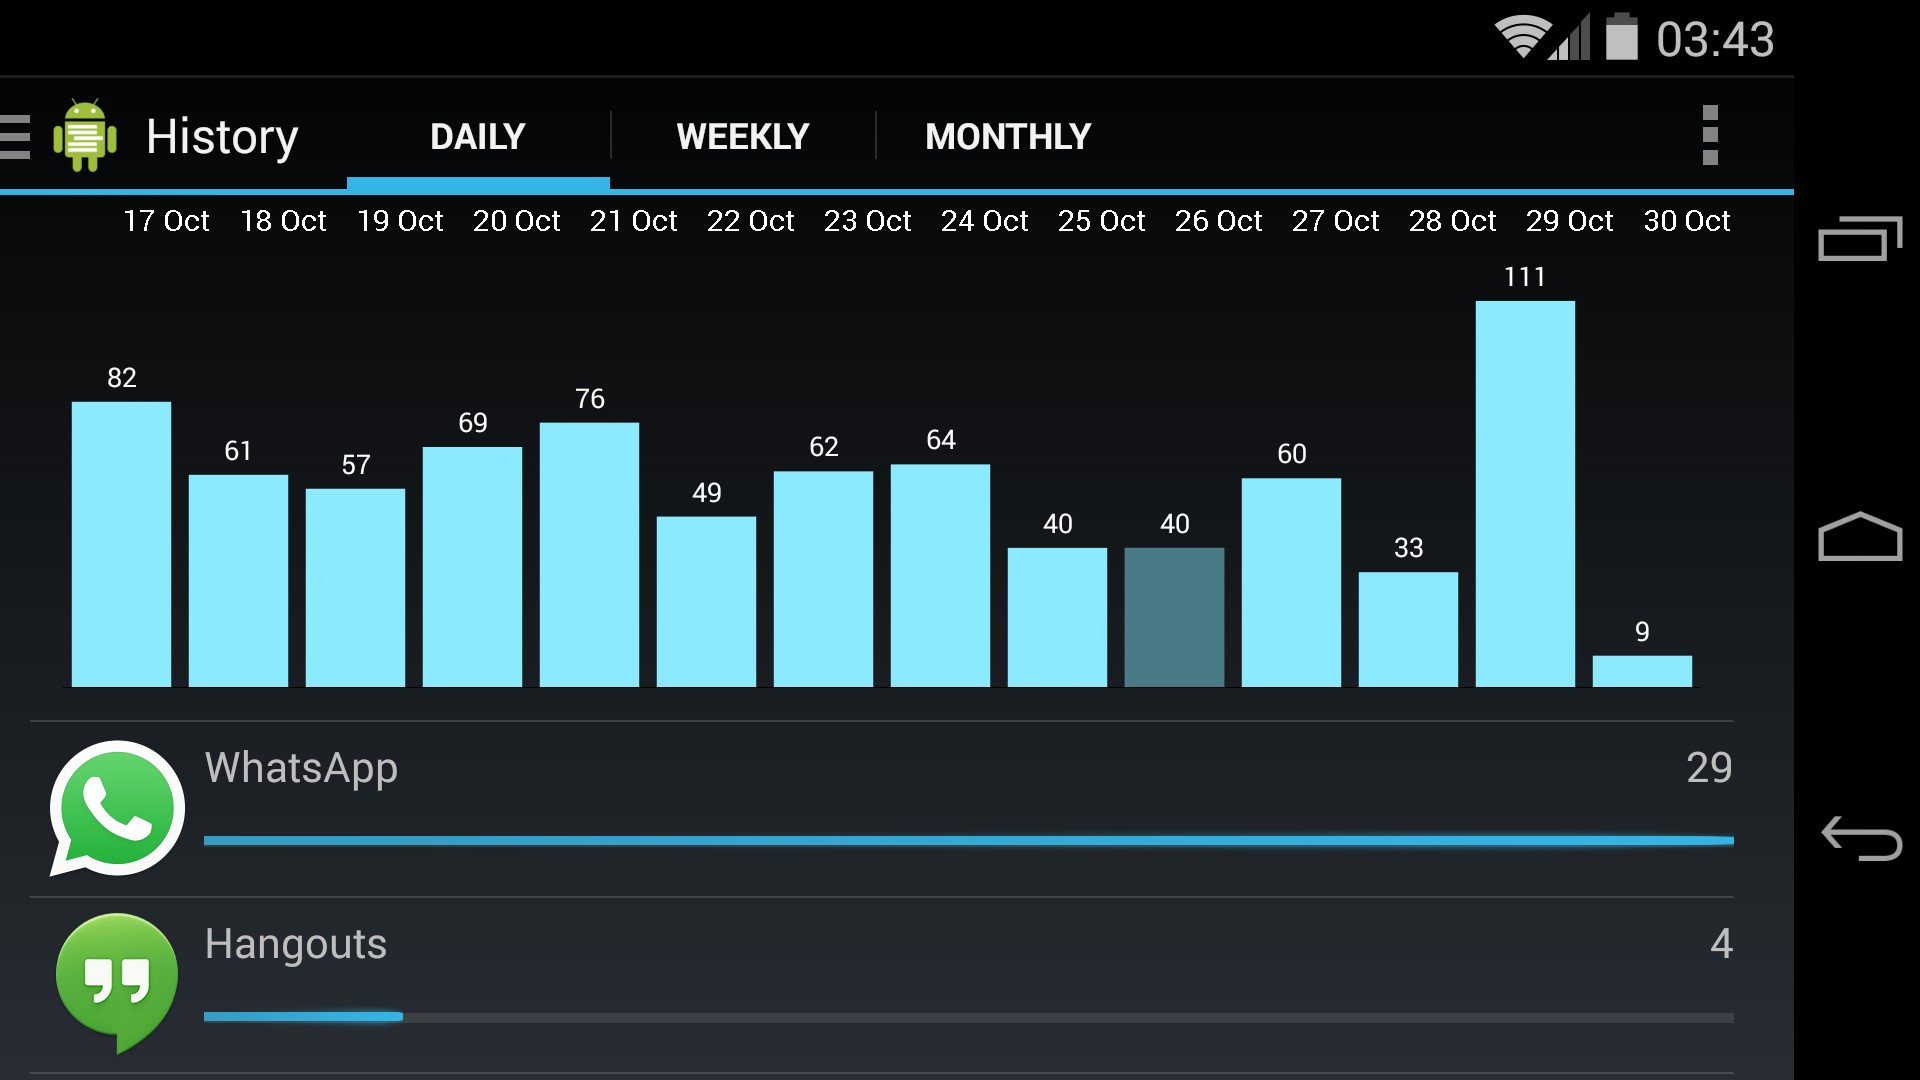 03:43
History DAILY WEEKLY MONTHLY
17 Oct 18 Oct 19 Oct 20 Oct 21 Oct 22 Oct 23 Oct 24 Oct 25 Oct 26 Oct 27 Oct 28 Oct 29 Oct 30 Oct
82 61 57 69 76 49 62 64 40 40 60 33 111 9
WhatsApp 29
Hangouts 4